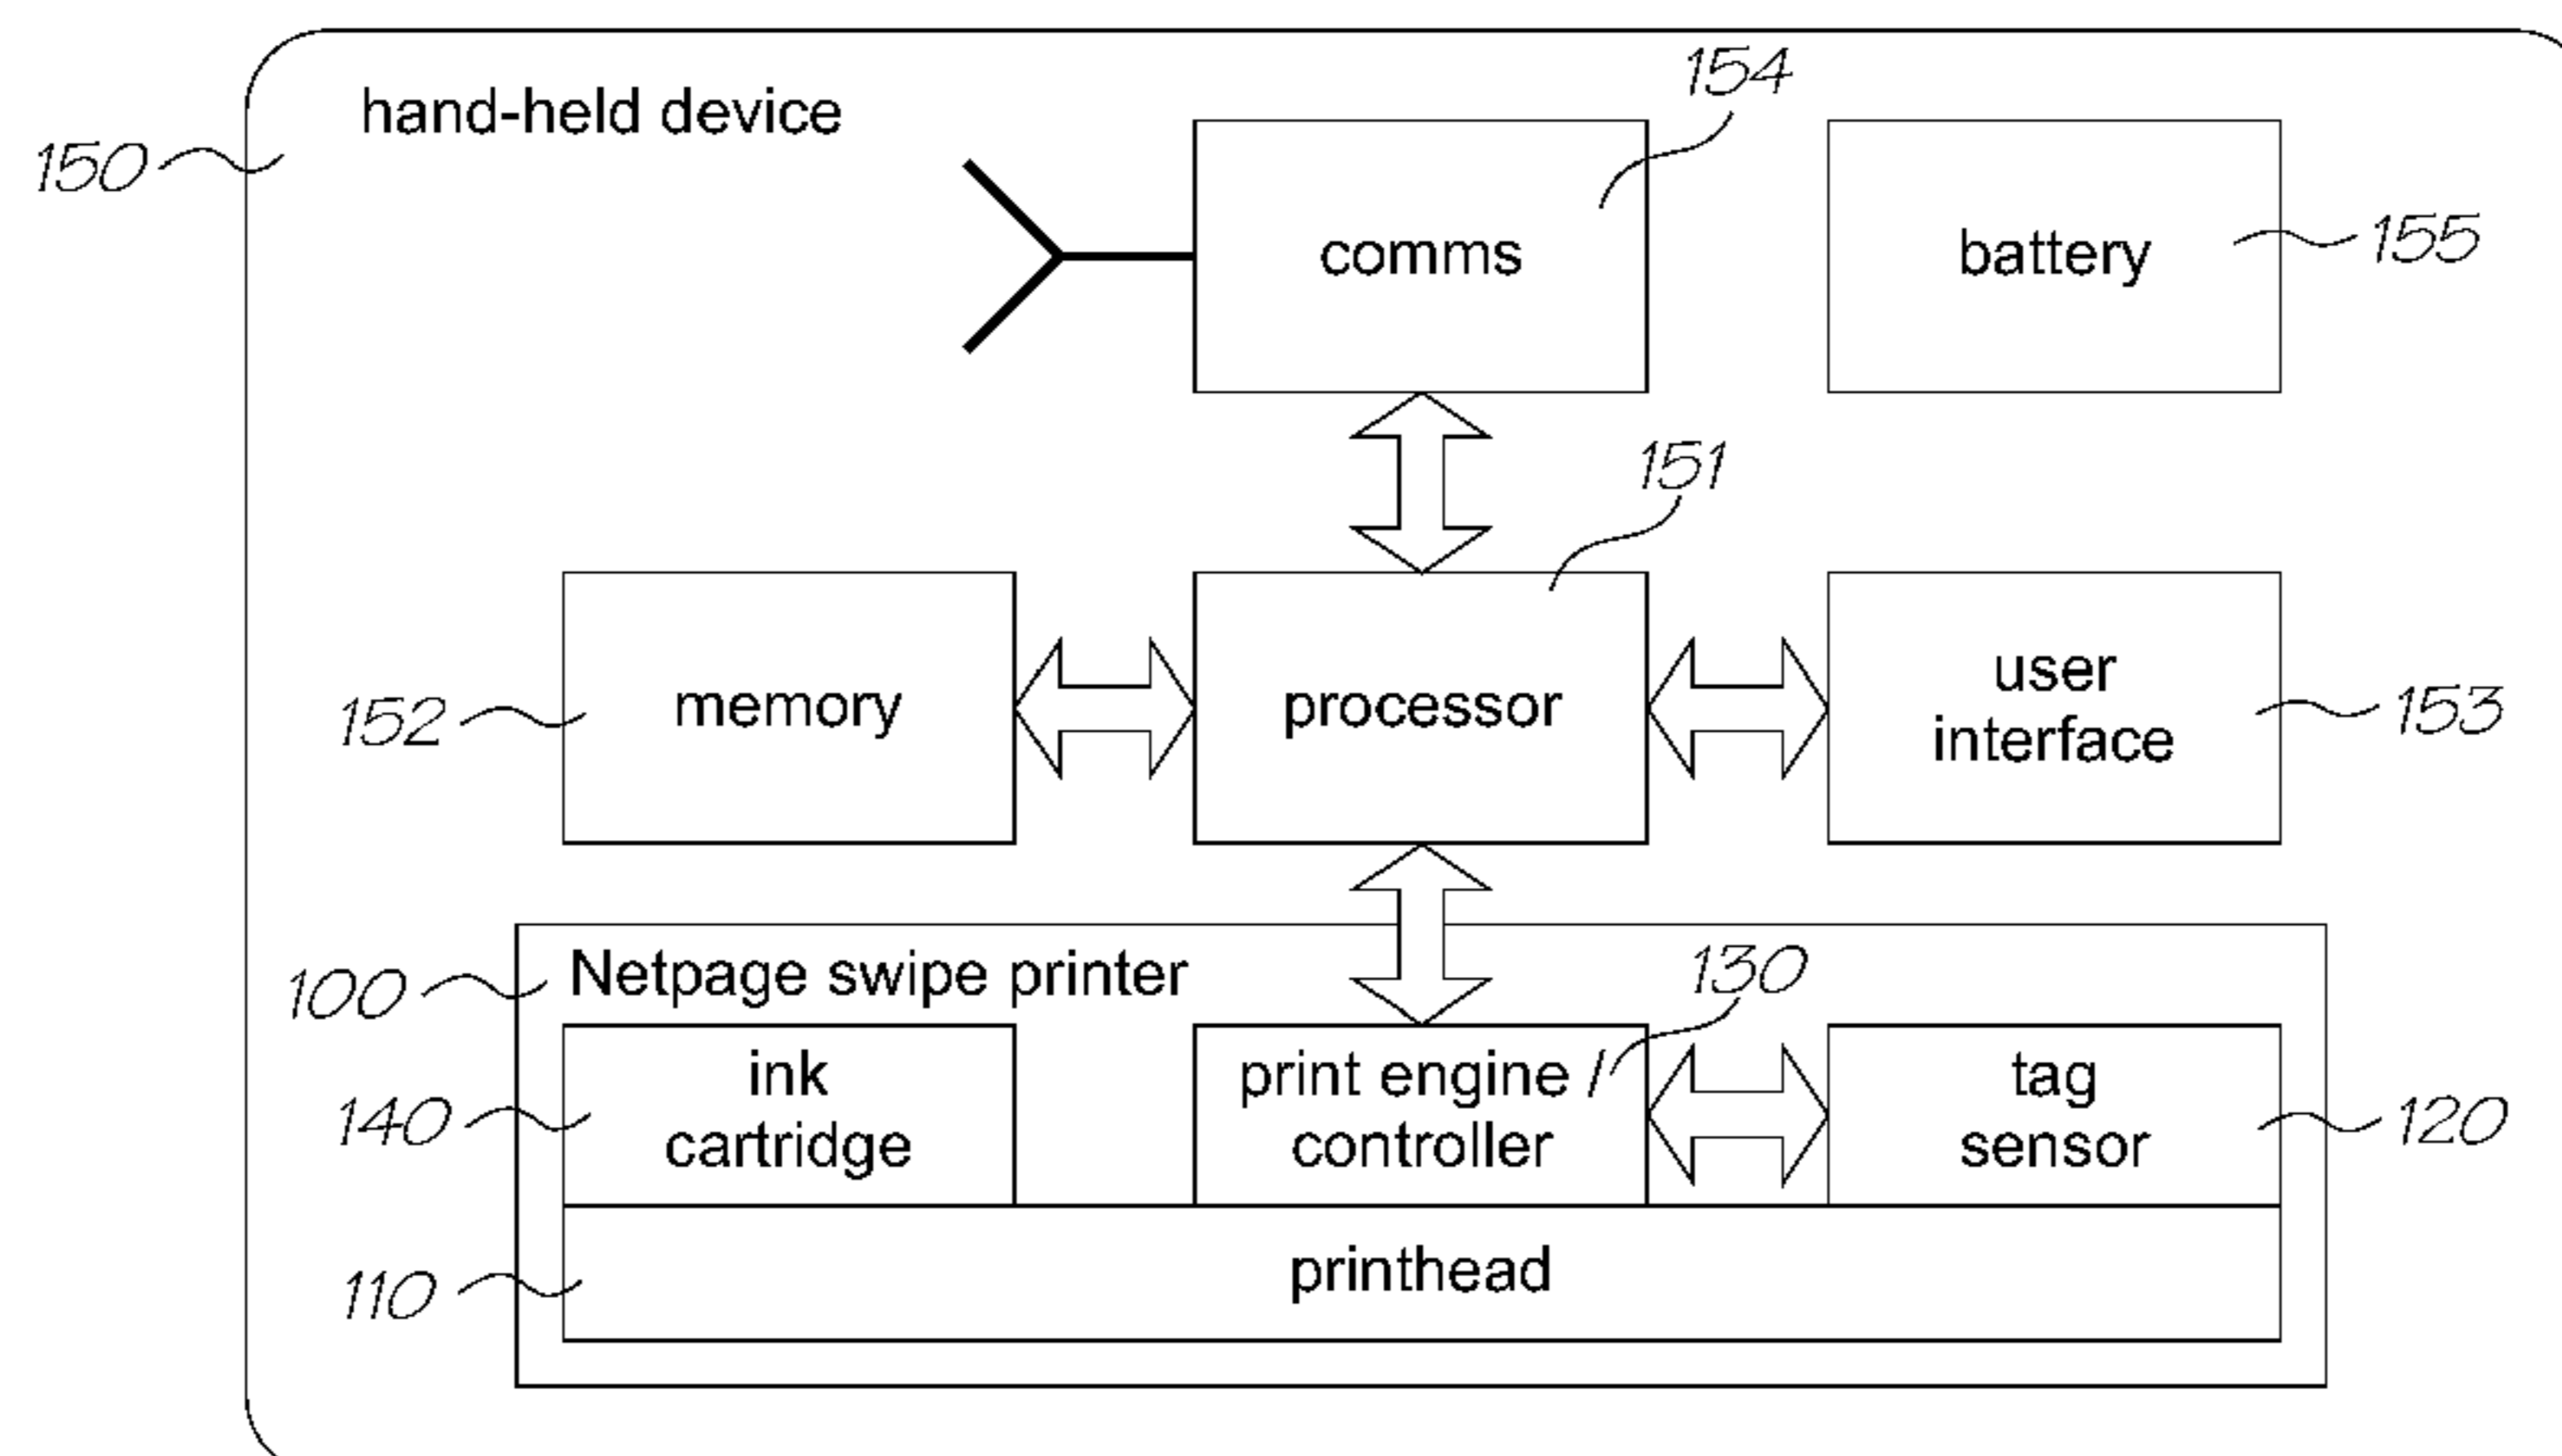 154
hand-held device
150
comms
battery
155
151
memory
processor
user
interface
152
153
Netpage swipe printer
100
130
ink
cartridge
print engine /
controller
tag
sensor
140
120
printhead
110